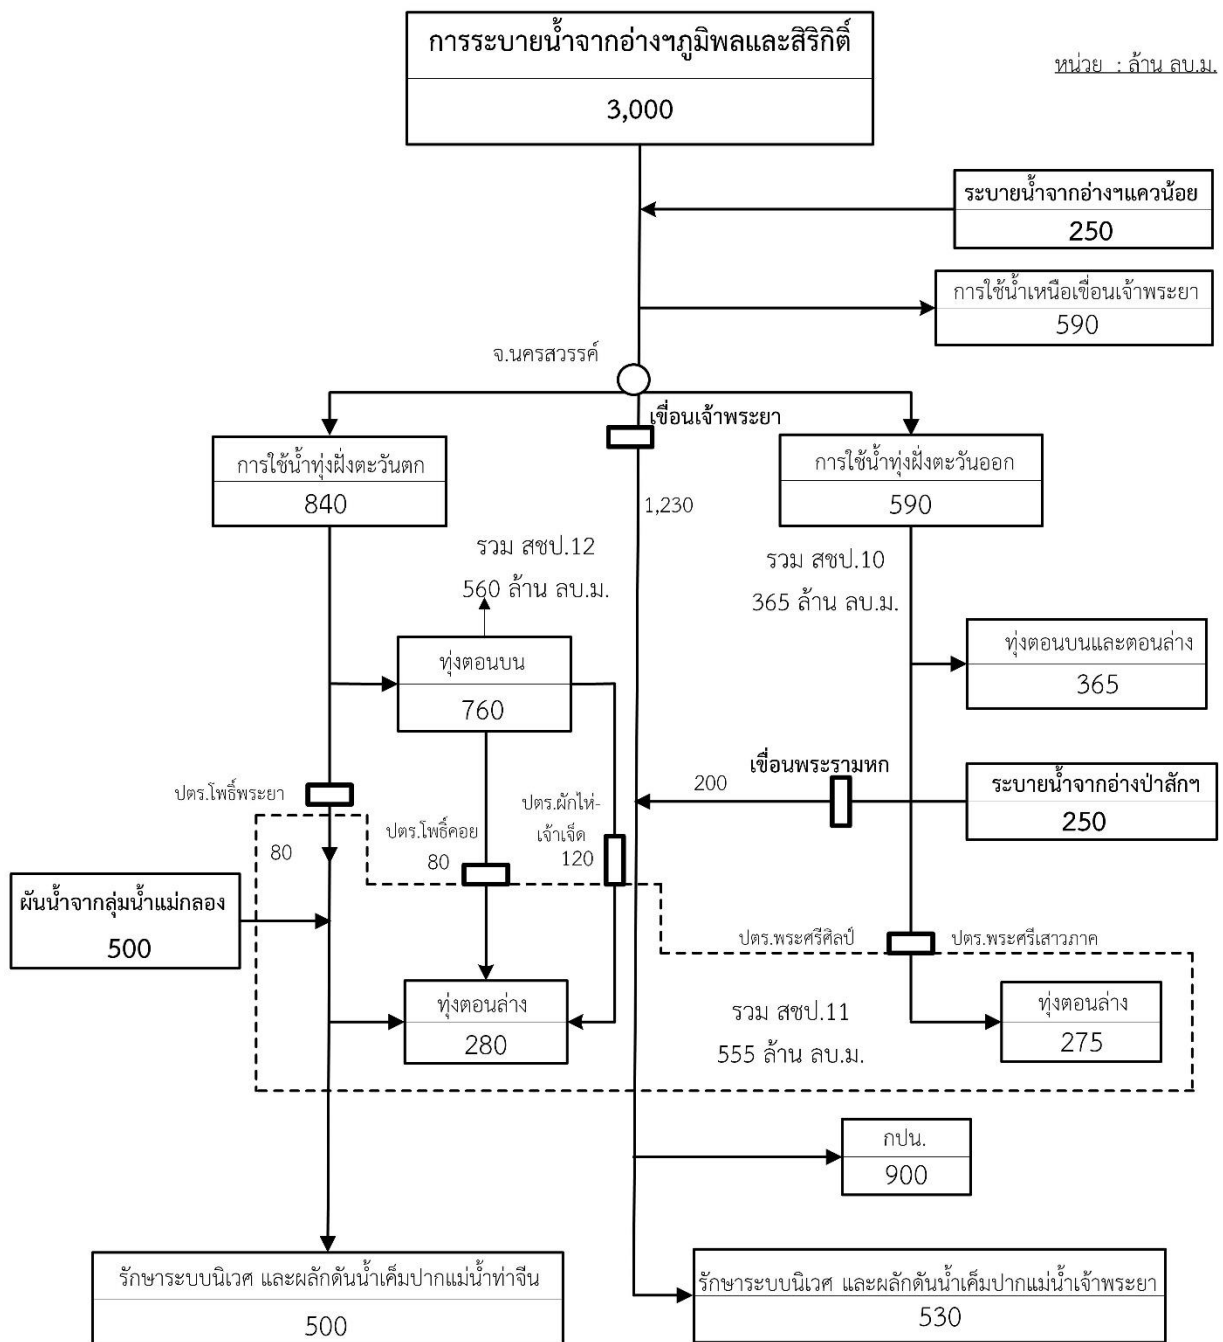 การระบายน้ำจากอ่างฯภูมิพลและสิริกิติ์
3,000
หน่วย : ล้าน ลบ.ม.
ระบายน้ำจากอ่างฯแควน้อย
250
การใช้น้ำเหนือเขื่อนเจ้าพระยา
590
จ.นครสวรรค์
เขื่อนเจ้าพระยา
การใช้น้ำทุ่งฝั่งตะวันตก
840
การใช้น้ำทุ่งฝั่งตะวันออก
590
1,230
รวม สชป.12
560 ล้าน ลบ.ม.
รวม สชป.10
365 ล้าน ลบ.ม.
ทุ่งตอนบน
760
ทุ่งตอนบนและตอนล่าง
365
ปตร.โพธิ์พระยา
80
ปตร.โพธิ์คอย
80
ปตร.ผักไห่-
เจ้าเจ็ด
120
200
เขื่อนพระรามหก
ระบายน้ำจากอ่างป่าสักฯ
250
ผันน้ำจากลุ่มน้ำแม่กลอง
500
ปตร.พระศรีศิลป์
ปตร.พระศรีเสาวภาค
ทุ่งตอนล่าง
280
รวม สชป.11
555 ล้าน ลบ.ม.
ทุ่งตอนล่าง
275
กปน.
900
รักษาระบบนิเวศ และผลักดันน้ำเค็มปากแม่น้ำท่าจีน
500
รักษาระบบนิเวศ และผลักดันน้ำเค็มปากแม่น้ำเจ้าพระยา
530